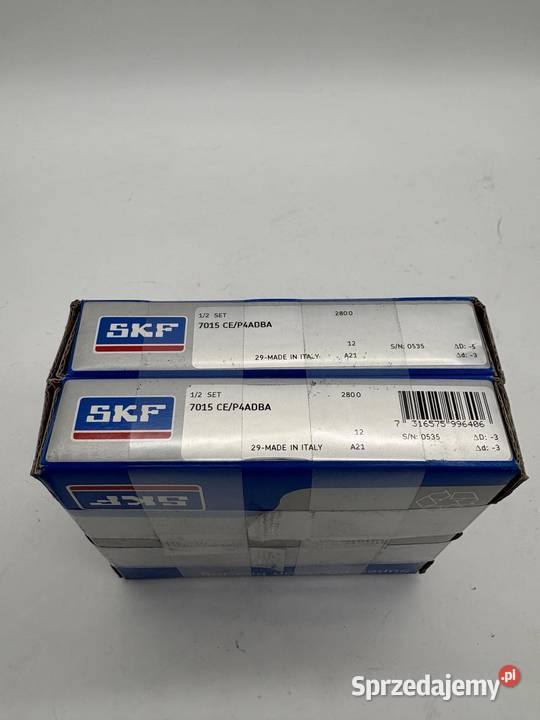 SKF
1/2 SET
7015 CE/P4ADBA
2800
12
29-MADE IN ITALY A21 S/N: 0535
ΔD: -5
Δd: -3
SKF
1/2 SET
7015 CE/P4ADBA
2800
7 316575 996406
12
29-MADE IN ITALY A21 S/N: 0535
ΔD: -3
Δd: -3
SKF
Sprzedajemy.pl